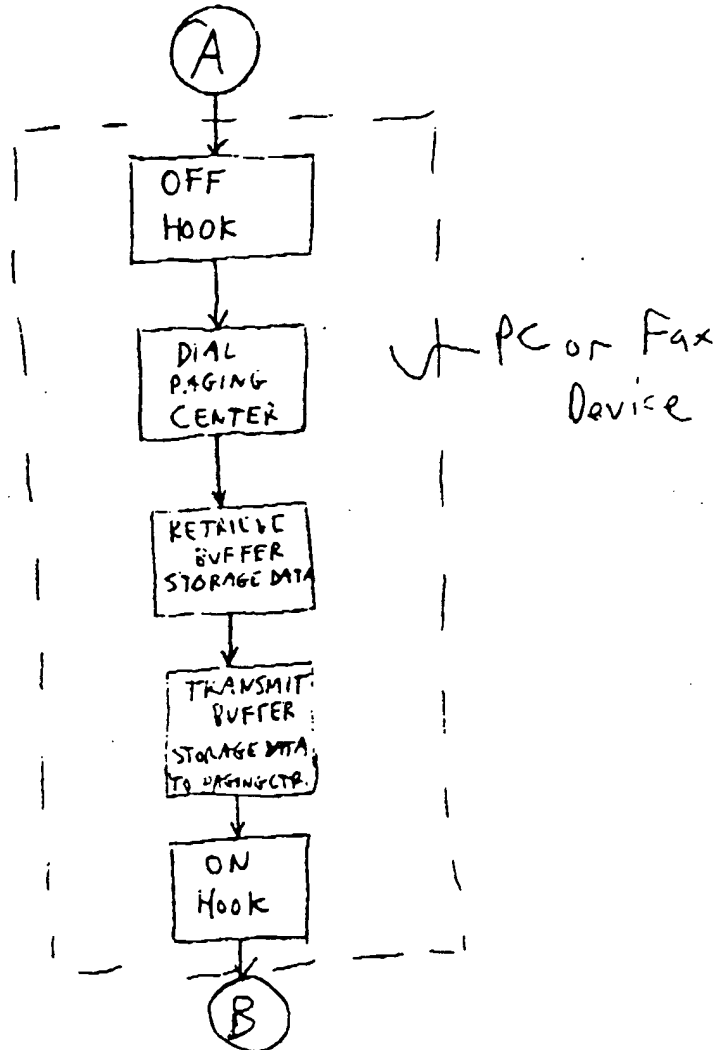 A
OFF
HOOK
DIAL
PAGING
CENTER
PC or Fax
Device
RETRIEVE
BUFFER
STORAGE DATA
TRANSMIT
BUFFER
STORAGE DATA
TO PAGING CTR.
ON
Hook
B